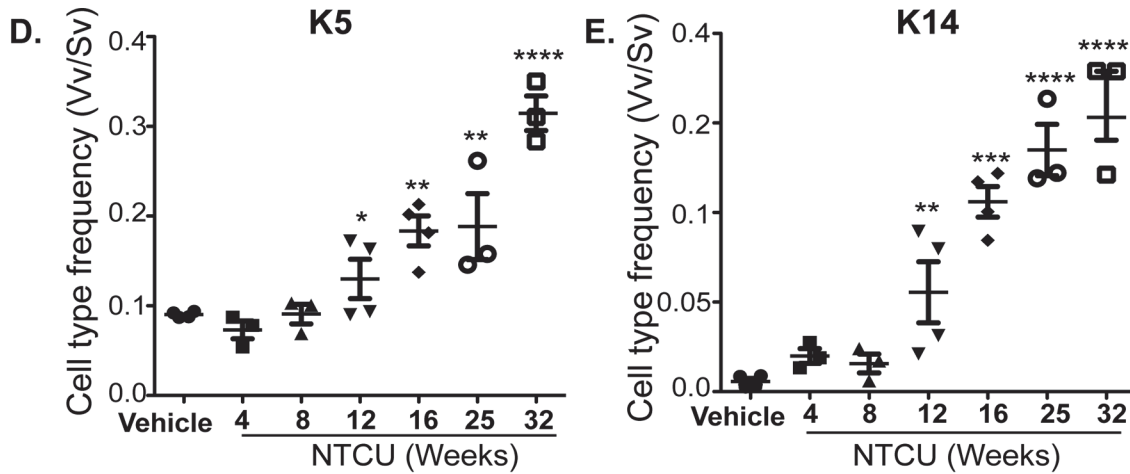 D.
K5
Cell type frequency (Vv/Sv)
0.4
0.3
0.2
0.1
0.0
*
**
**
****
Vehicle 4 8 12 16 25 32
NTCU (Weeks)
E.
K14
Cell type frequency (Vv/Sv)
0.4
0.2
0.1
0.05
0.0
**
***
****
****
Vehicle 4 8 12 16 25 32
NTCU (Weeks)